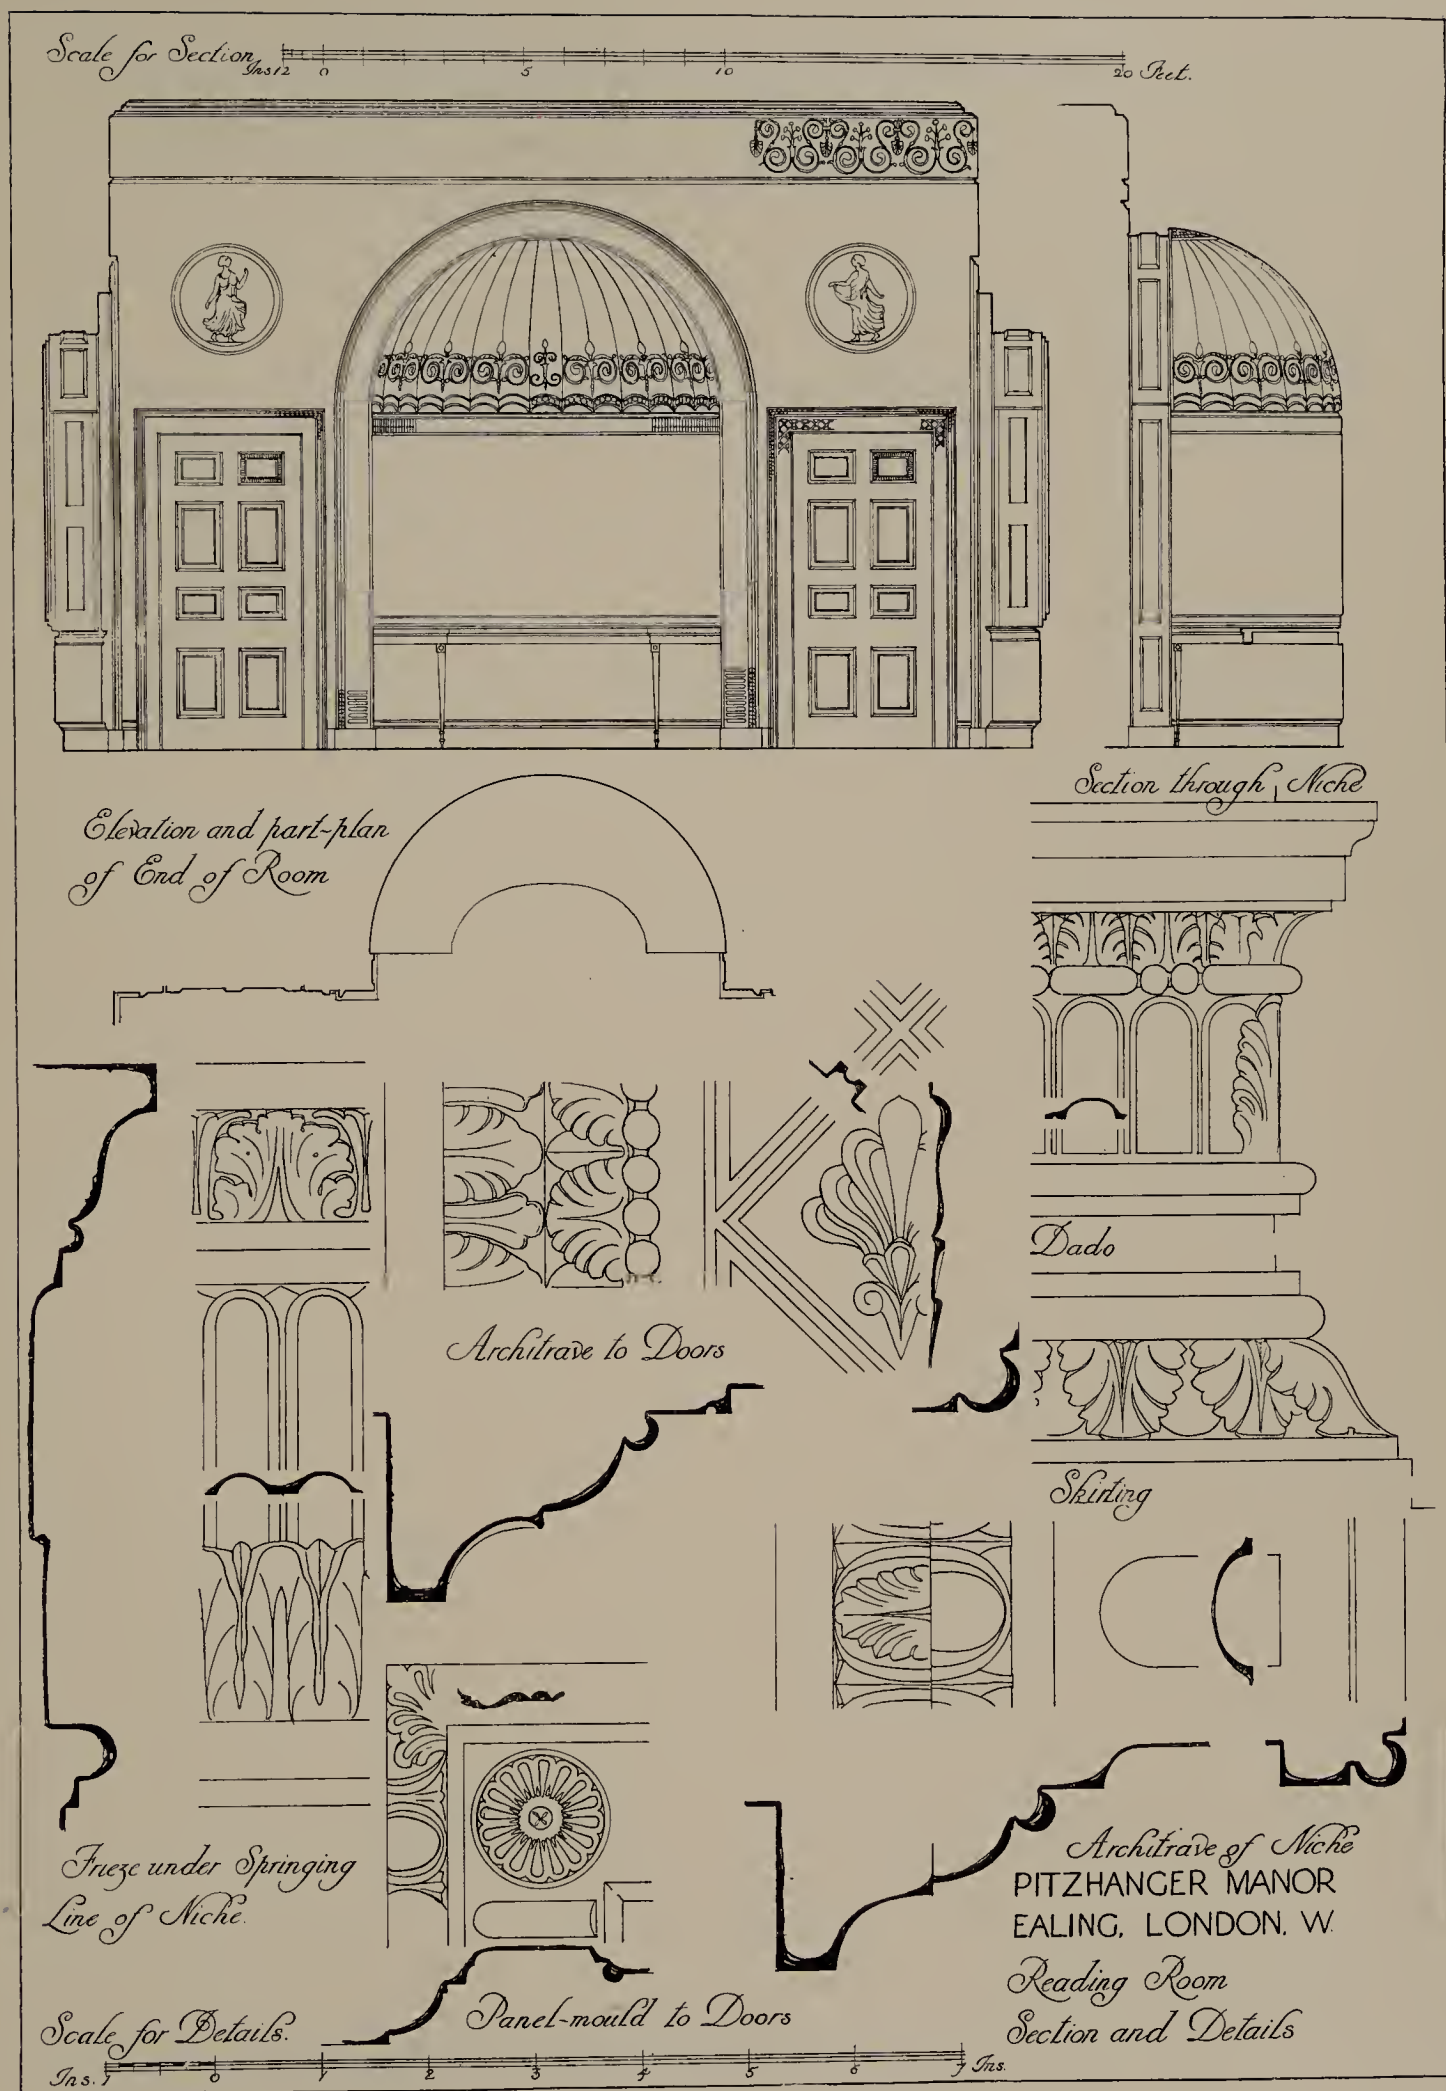 Scale for Section
Ins 12 0 5 10 20 Feet.
Section through Niche
Elevation and part-plan
of End of Room
Dado
Architrave to Doors
Skirting
Frieze under Springing
Line of Niche.
Architrave of Niche
PITZHANGER MANOR
EALING, LONDON. W.
Reading Room
Section and Details
Panel-mould to Doors
Scale for Details.
Ins. 1 0 1 2 3 4 5 6 7 Ins.